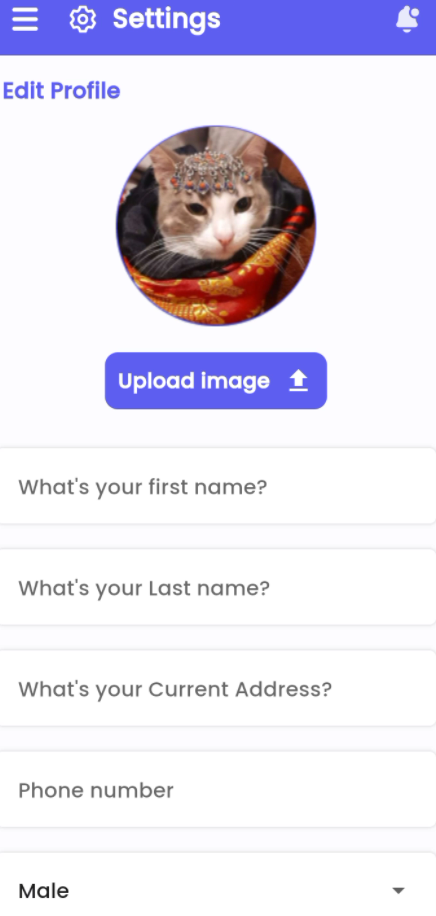 Settings
Edit Profile
Upload image
What's your first name?
What's your Last name?
What's your Current Address?
Phone number
Male